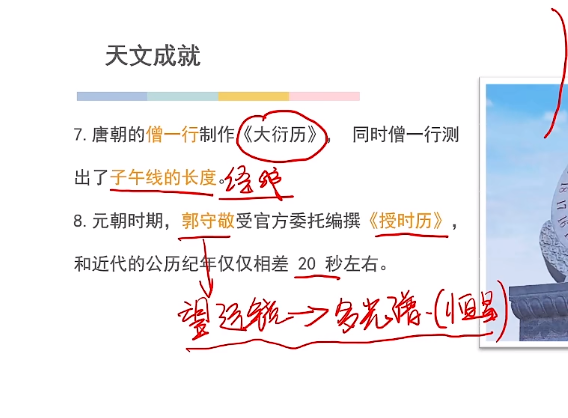 天文成就
7. 唐朝的僧一行制作《大衍历》， 同时僧一行测
出了子午线的长度。经线
8. 元朝时期，郭守敬受官方委托编撰《授时历》，
和近代的公历纪年仅仅相差 20 秒左右。
望远镜→多光谱.(恒星)